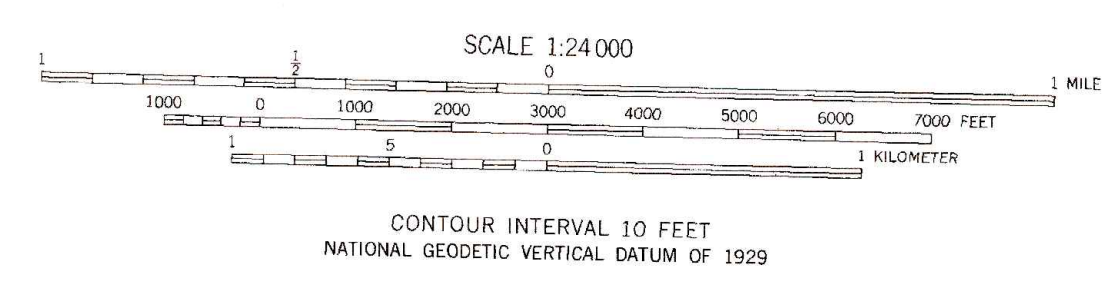 SCALE 1:24 000
1 1/2 0 1 MILE
1000 0 1000 2000 3000 4000 5000 6000 7000 FEET
1 5 0 1 KILOMETER
CONTOUR INTERVAL 10 FEET
NATIONAL GEODETIC VERTICAL DATUM OF 1929